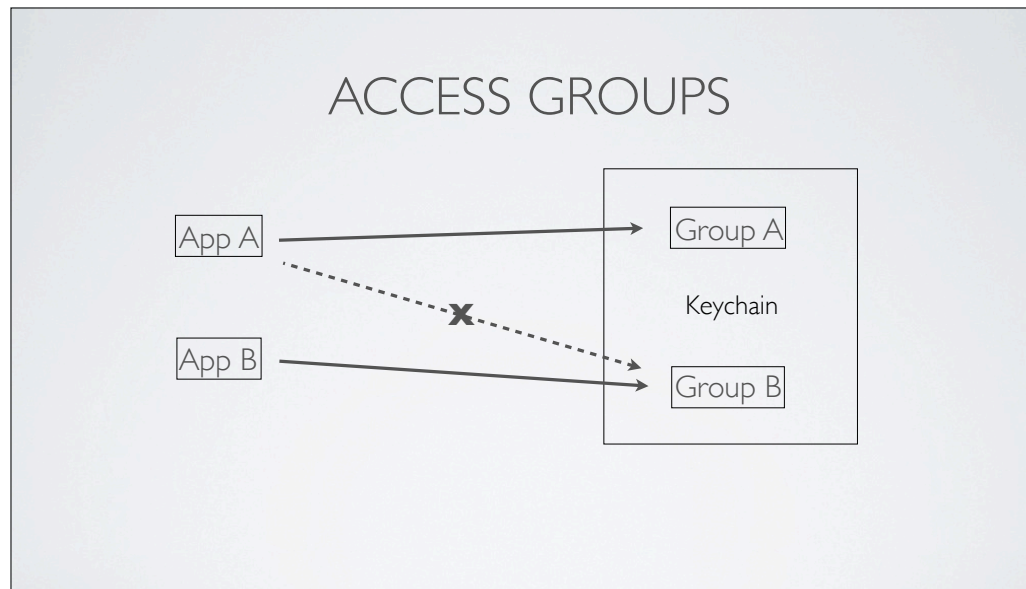 ACCESS GROUPS
App A
Group A
Keychain
App B
Group B